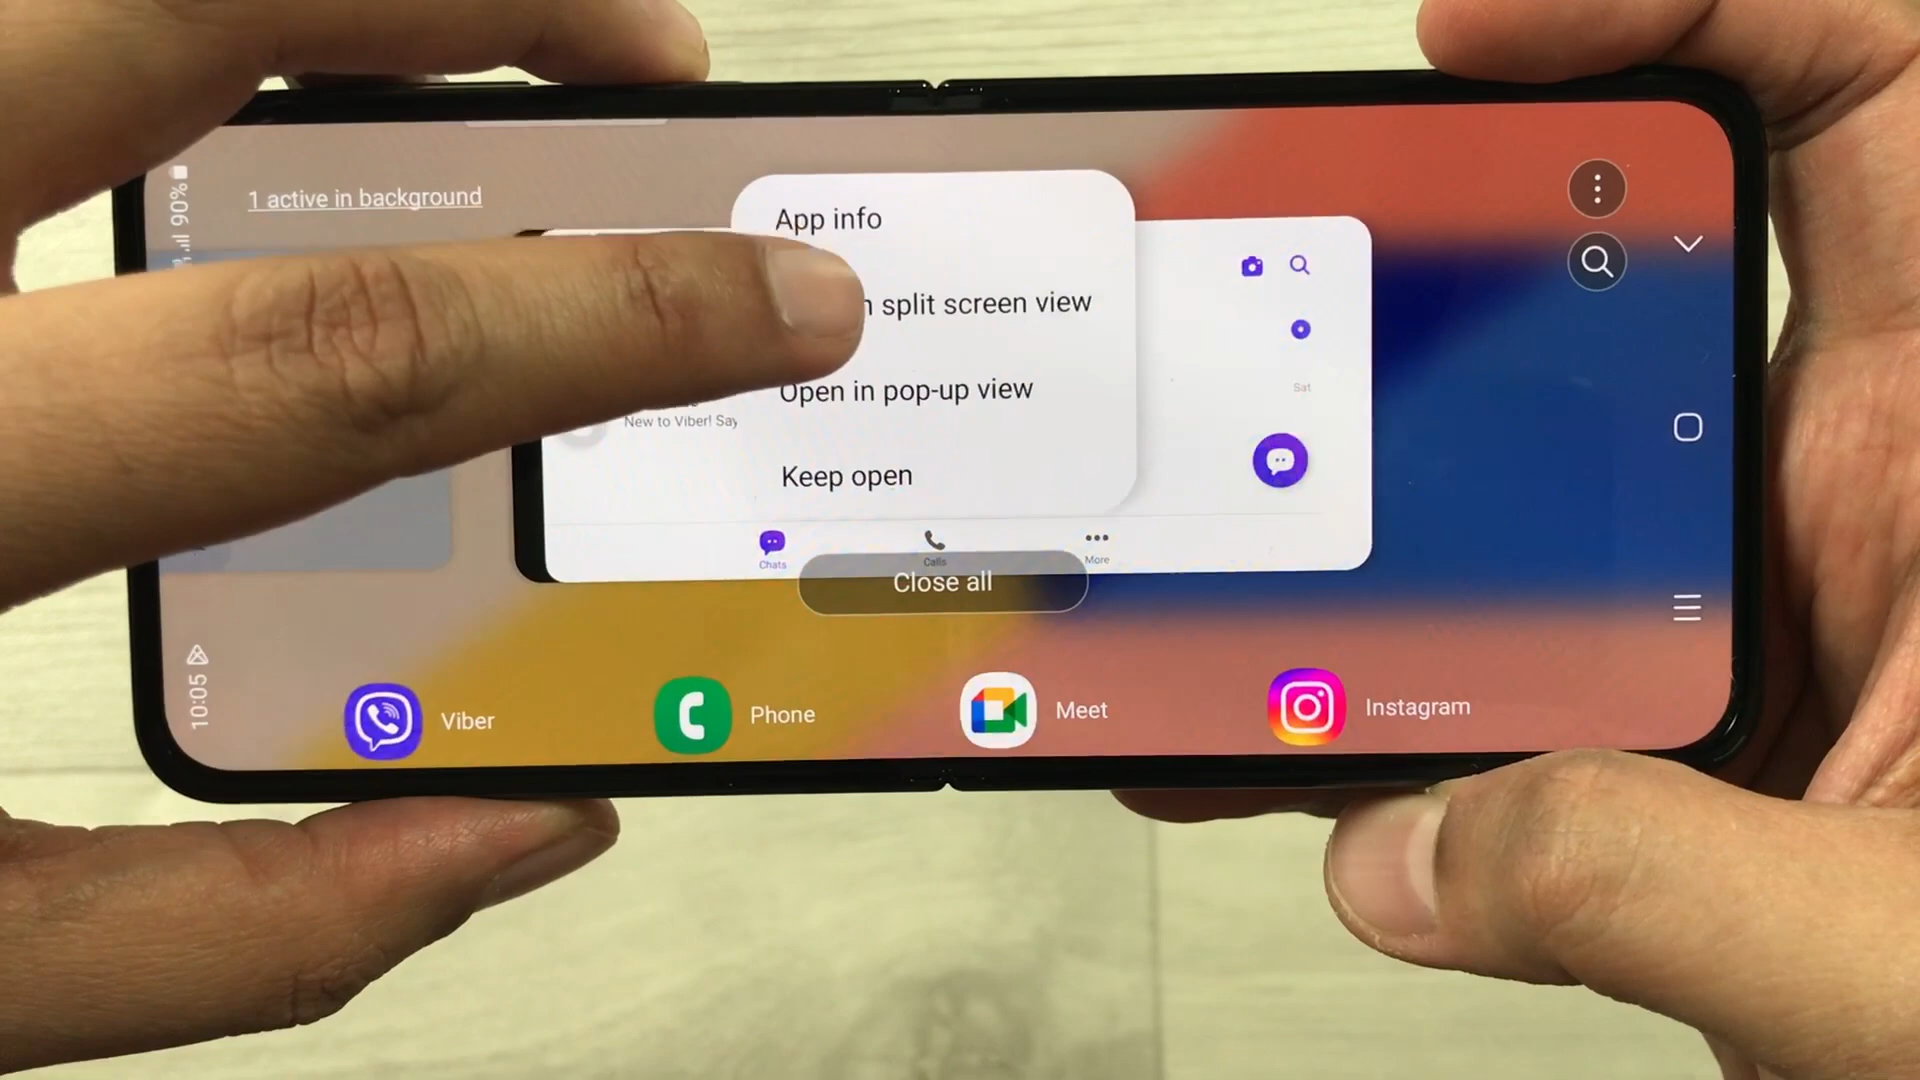 90%
10:05
1 active in background
App info
split screen view
Open in pop-up view
Keep open
New to Viber! Say
Sat
Chats
Calls
More
Close all
Viber
Phone
Meet
Instagram